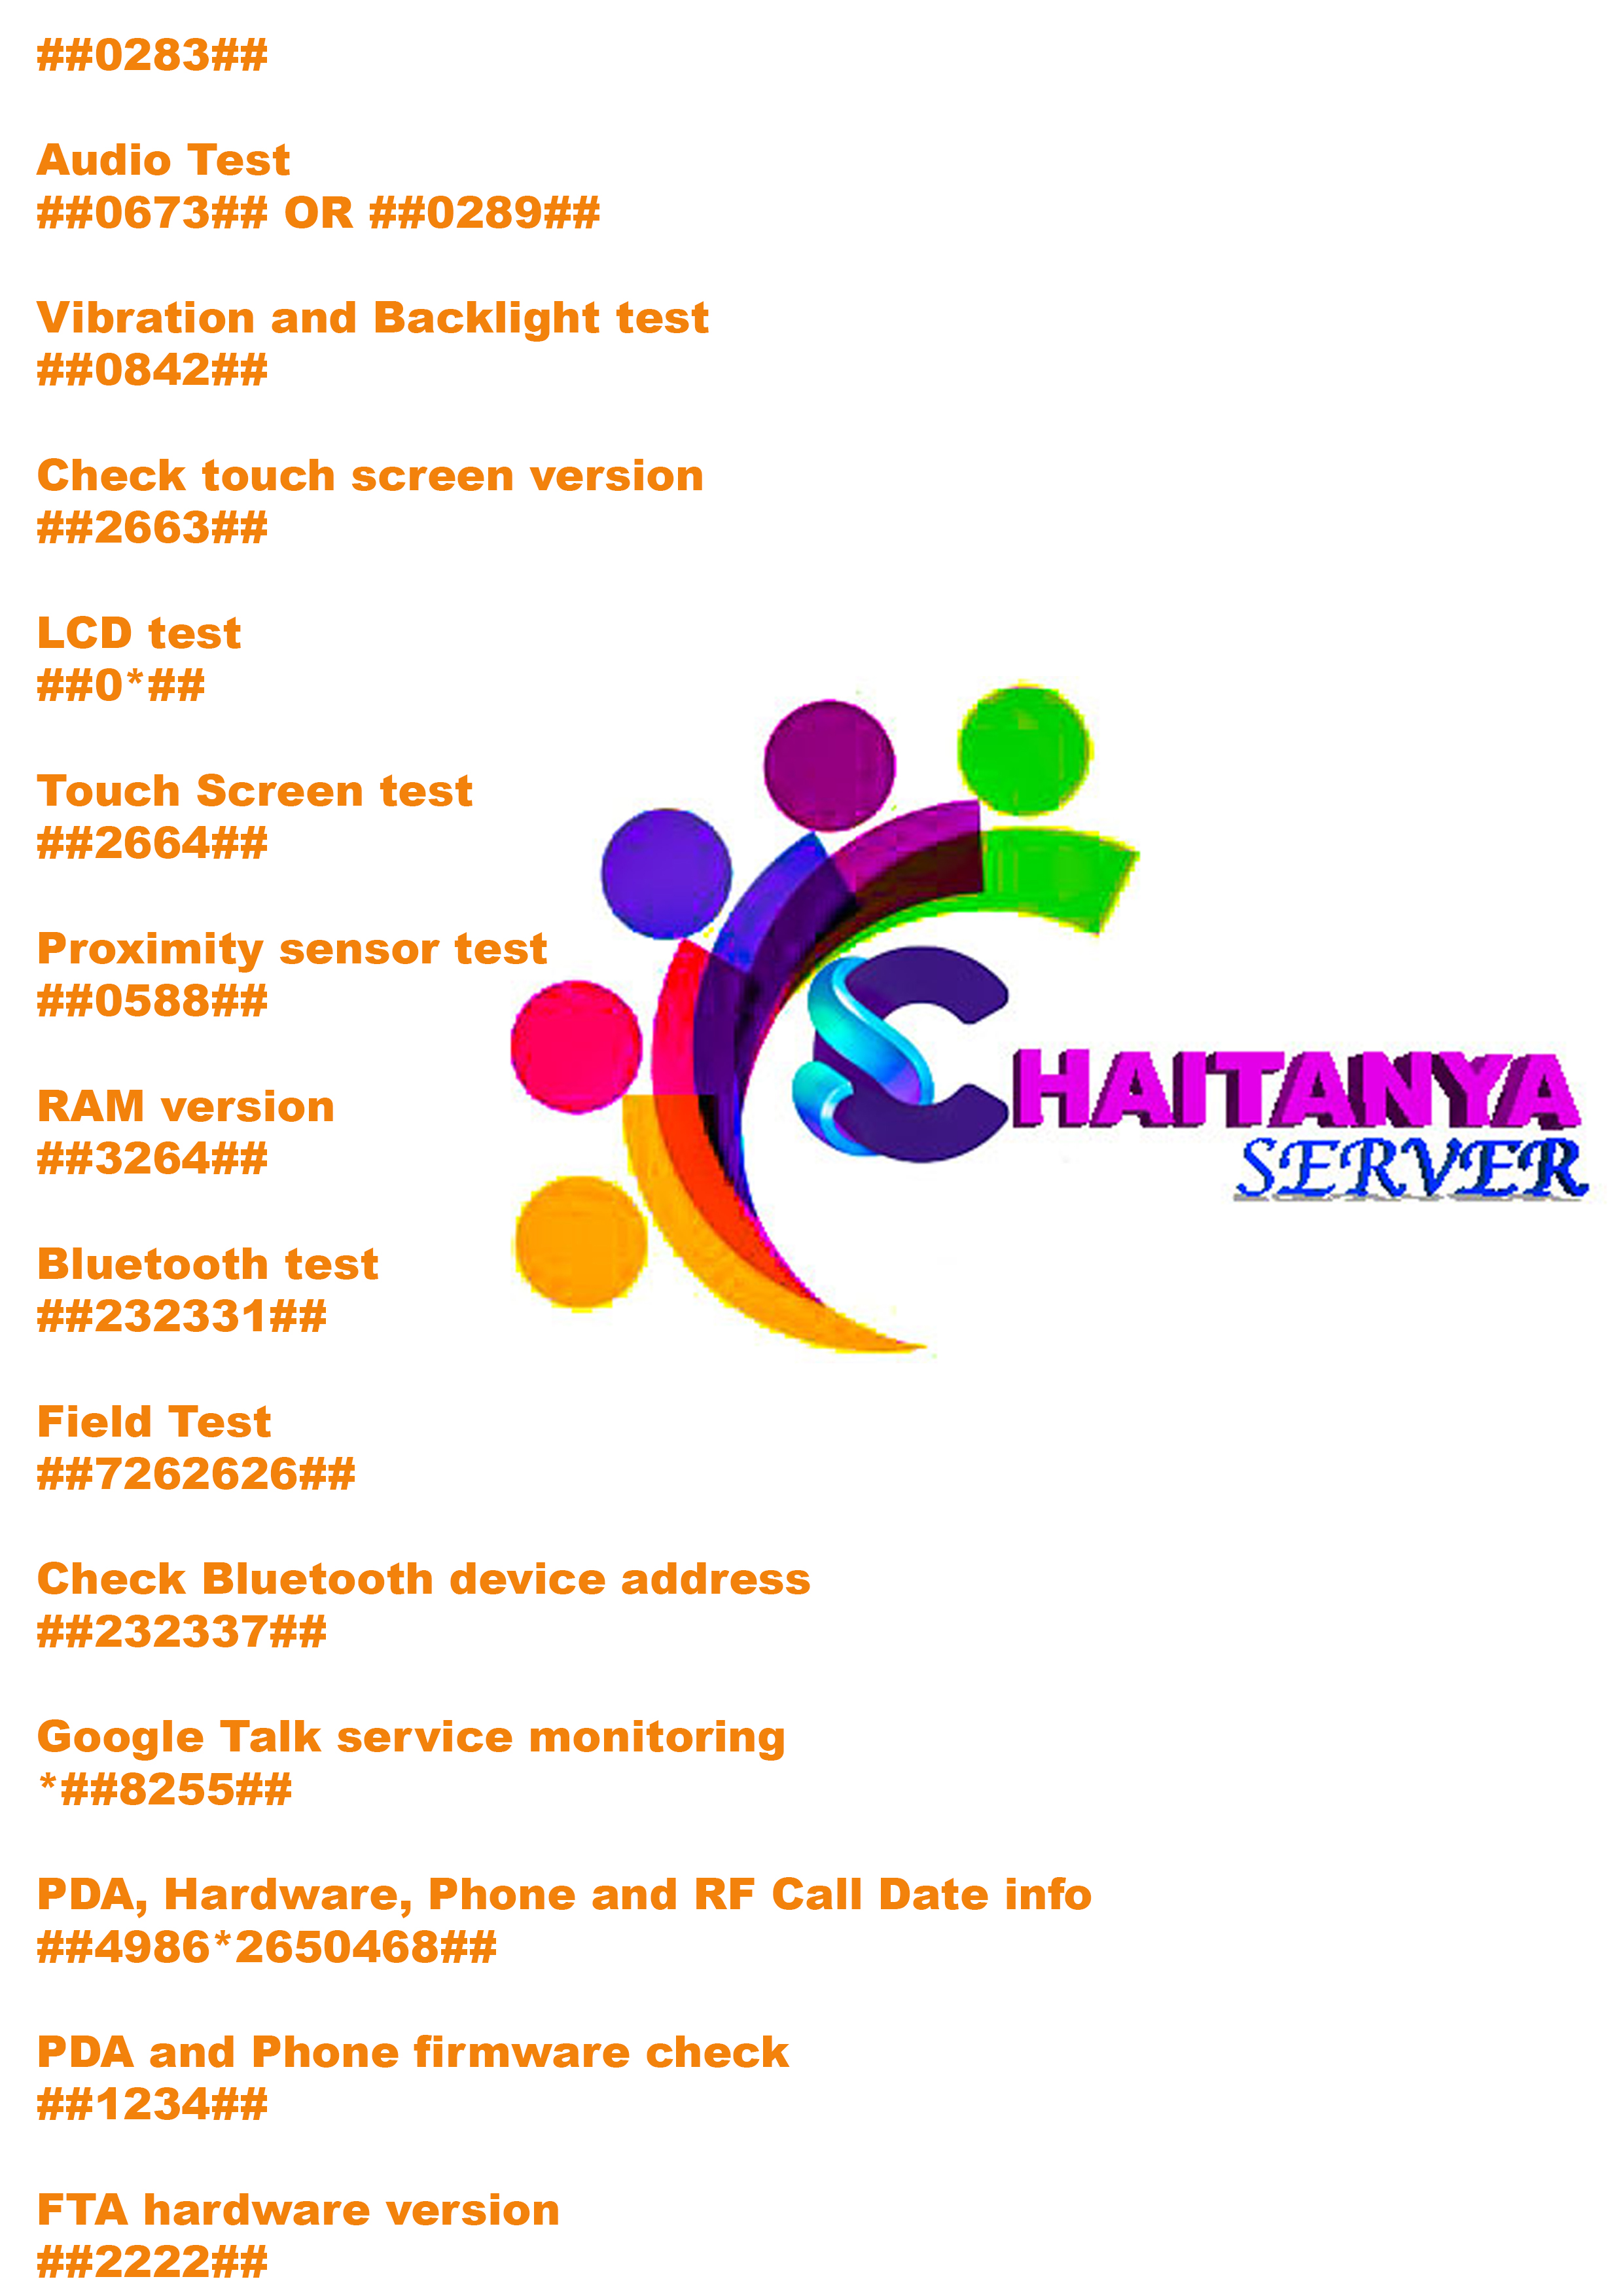 ##0283##
Audio Test
##0673## OR ##0289##
Vibration and Backlight test
##0842##
Check touch screen version
##2663##
LCD test
##0*##
Touch Screen test
##2664##
Proximity sensor test
##0588##
RAM version
##3264##
Bluetooth test
##232331##
Field Test
##7262626##
Check Bluetooth device address
##232337##
Google Talk service monitoring
*##8255##
PDA, Hardware, Phone and RF Call Date info
##4986*2650468##
PDA and Phone firmware check
##1234##
FTA hardware version
##2222##
CHAITANYA
SERVER